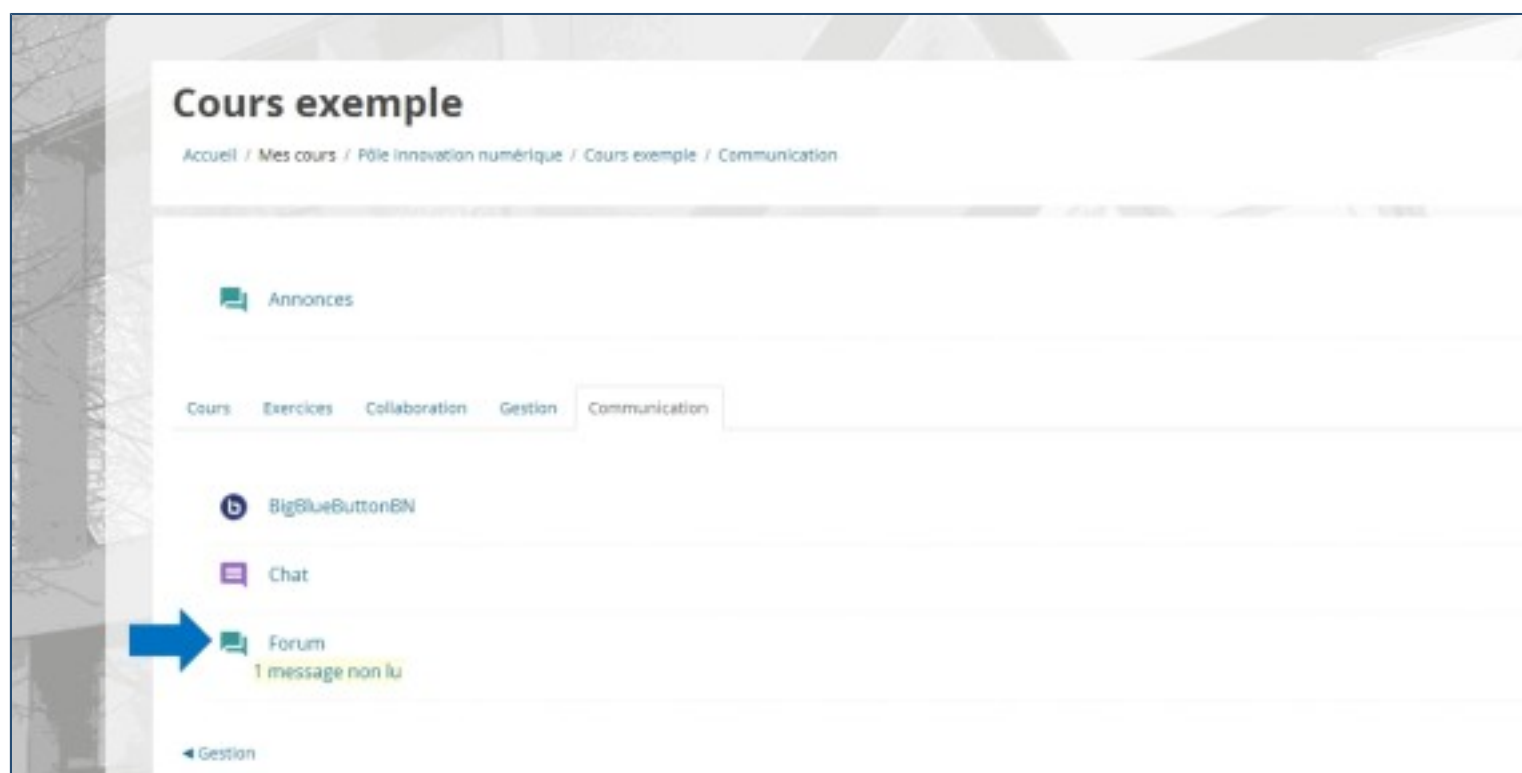 Cours exemple
Accueil / Mes cours / Pôle innovation numérique / Cours exemple / Communication
Annonces
Cours Exercices Collaboration Gestion Communication
BigBlueButtonBN
Chat
Forum
1 message non lu
◄ Gestion